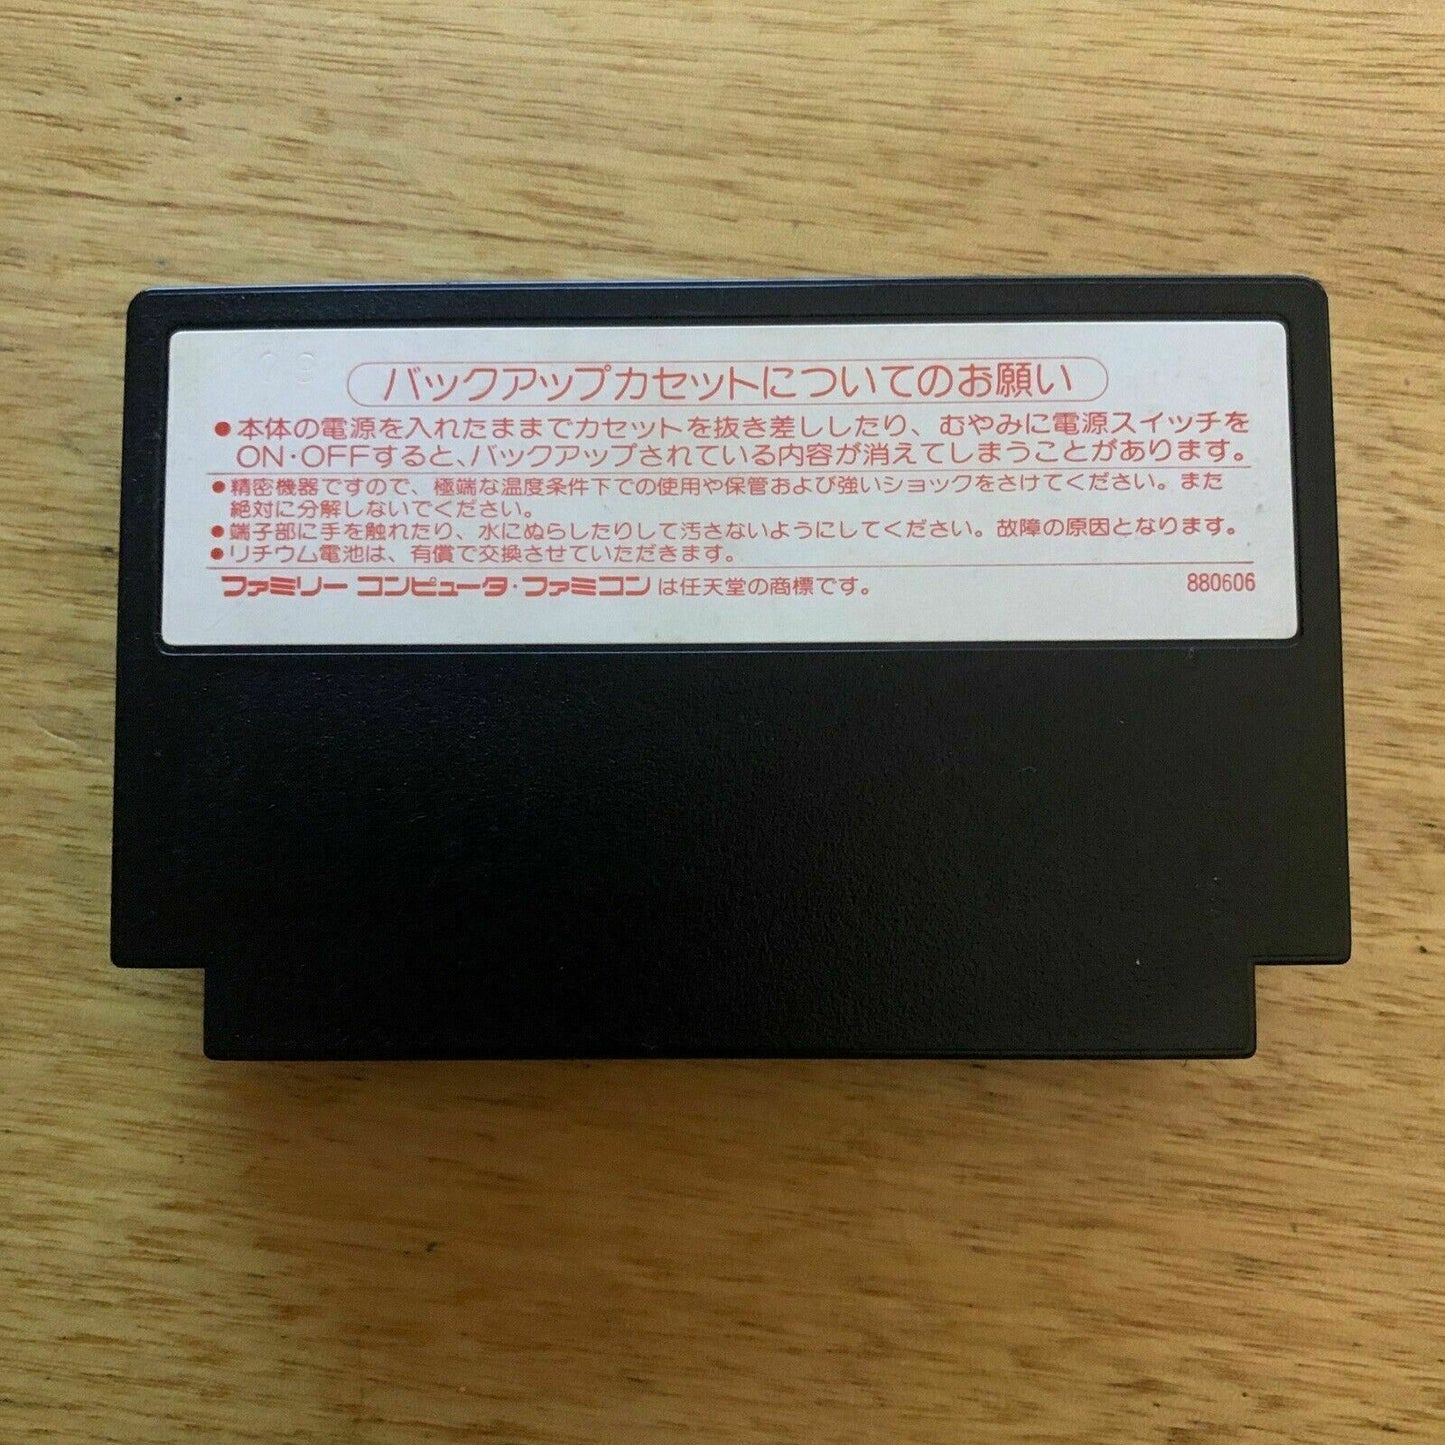 バックアップカセットについてのお願い
●本体の電源を入れたままでカセットを抜き差ししたり、むやみに電源スイッチを
ON・OFFすると、バックアップされている内容が消えてしまうことがあります。
●精密機器ですので、極端な温度条件下での使用や保管および強いショックをさけてください。また
絶対に分解しないでください。
●端子部に手を触れたり、水にぬらしたりして汚さないようにしてください。故障の原因となります。
●リチウム電池は、有償で交換させていただきます。
ファミリー コンピュータ・ファミコンは任天堂の商標です。 880606